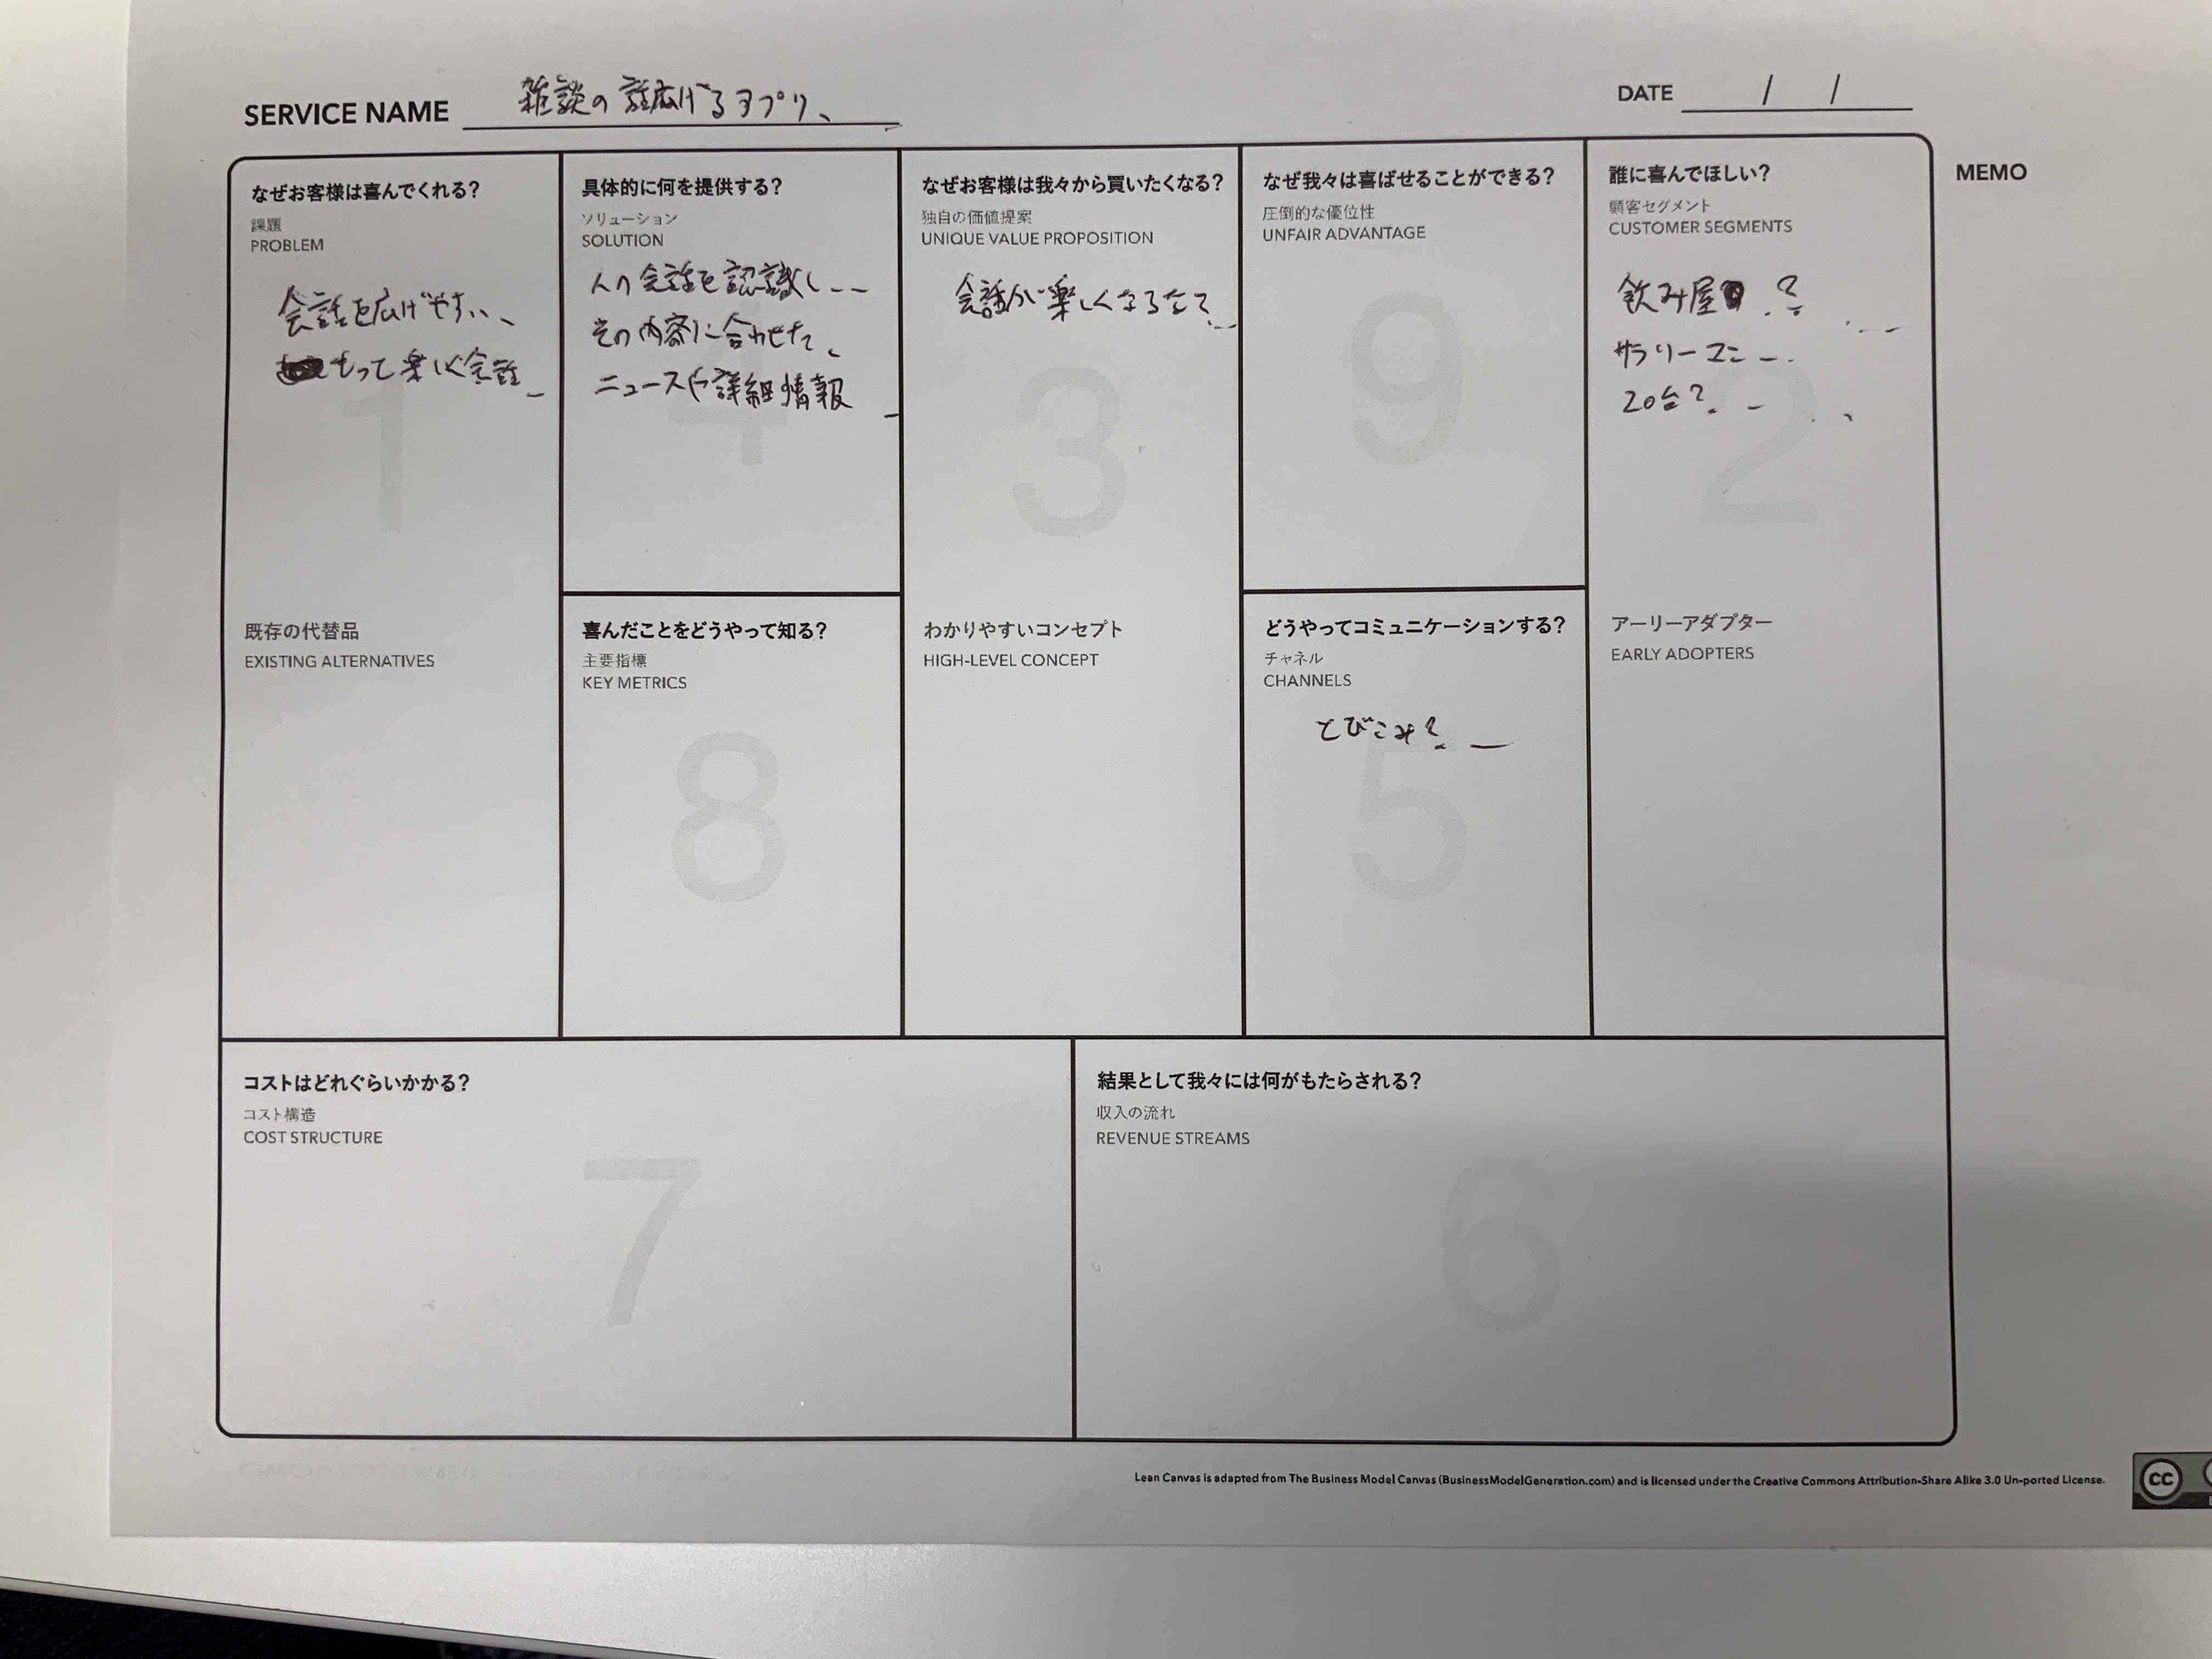 SERVICE NAME 雑談の話広げるアプリ、
DATE / /
MEMO
なぜお客様は喜んでくれる?
課題
PROBLEM
会話を広げやすい、
もって楽しく会話
1
既存の代替品
EXISTING ALTERNATIVES
具体的に何を提供する?
ソリューション
SOLUTION
人の会話を認識し--
その内容に合わせた、
ニュースや詳細情報
4
喜んだことをどうやって知る?
主要指標
KEY METRICS
8
なぜお客様は我々から買いたくなる?
独自の価値提案
UNIQUE VALUE PROPOSITION
会話が楽しくなる
3
わかりやすいコンセプト
HIGH-LEVEL CONCEPT
なぜ我々は喜ばせることができる?
圧倒的な優位性
UNFAIR ADVANTAGE
9
どうやってコミュニケーションする?
チャネル
CHANNELS
とびこみ?
5
誰に喜んでほしい?
顧客セグメント
CUSTOMER SEGMENTS
飲み屋 ?
サラリーマン
20台?
2
アーリーアダプター
EARLY ADOPTERS
コストはどれぐらいかかる?
コスト構造
COST STRUCTURE
7
結果として我々には何がもたらされる?
収入の流れ
REVENUE STREAMS
6
Lean Canvas is adapted from The Business Model Canvas (BusinessModelGeneration.com) and is licensed under the Creative Commons Attribution-Share Alike 3.0 Un-ported License.
cc